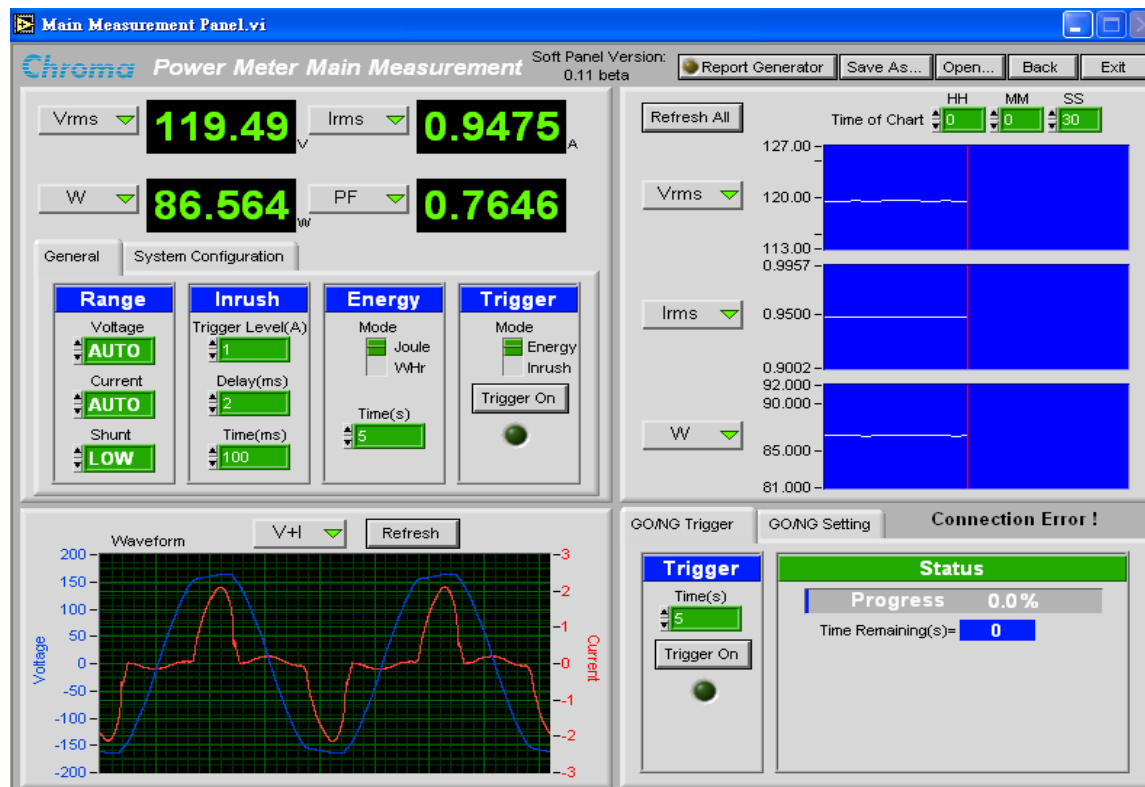 Main Measurement Panel.vi
Chroma Power Meter Main Measurement
Soft Panel Version:
0.11 beta
Report Generator
Save As...
Open...
Back
Exit
Vrms
119.49
V
Irms
0.9475
A
W
86.564
W
PF
0.7646
General
System Configuration
Range
Voltage
AUTO
Current
AUTO
Shunt
LOW
Inrush
Trigger Level(A)
1
Delay(ms)
2
Time(ms)
100
Energy
Mode
Joule
WHr
Time(s)
5
Trigger
Mode
Energy
Inrush
Trigger On
Refresh All
Time of Chart
HH
MM
SS
0
0
30
Vrms
127.00
120.00
113.00
Irms
0.9957
0.9500
0.9002
W
92.000
90.000
85.000
81.000
Waveform
V+I
Refresh
Voltage
200
150
100
50
0
-50
-100
-150
-200
3
2
1
0
-1
-2
-3
Current
GO/NG Trigger
GO/NG Setting
Connection Error !
Trigger
Time(s)
5
Trigger On
Status
Progress 0.0%
Time Remaining(s)= 0